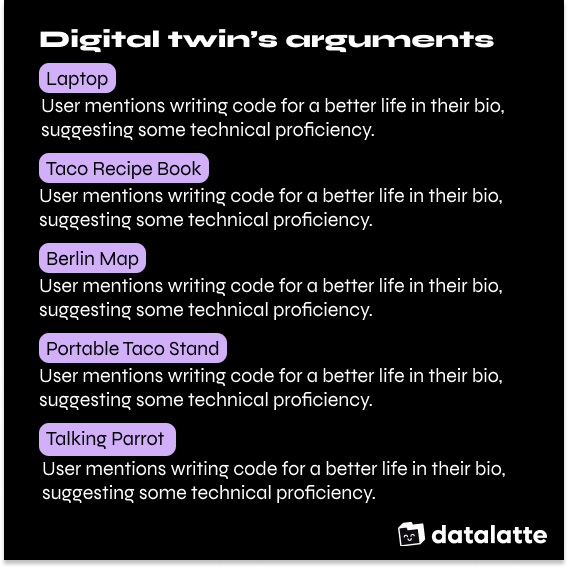 Digital twin's arguments
Laptop
User mentions writing code for a better life in their bio,
suggesting some technical proficiency.
Taco Recipe Book
User mentions writing code for a better life in their bio,
suggesting some technical proficiency.
Berlin Map
User mentions writing code for a better life in their bio,
suggesting some technical proficiency.
Portable Taco Stand
User mentions writing code for a better life in their bio,
suggesting some technical proficiency.
Talking Parrot
User mentions writing code for a better life in their bio,
suggesting some technical proficiency.
datalatte